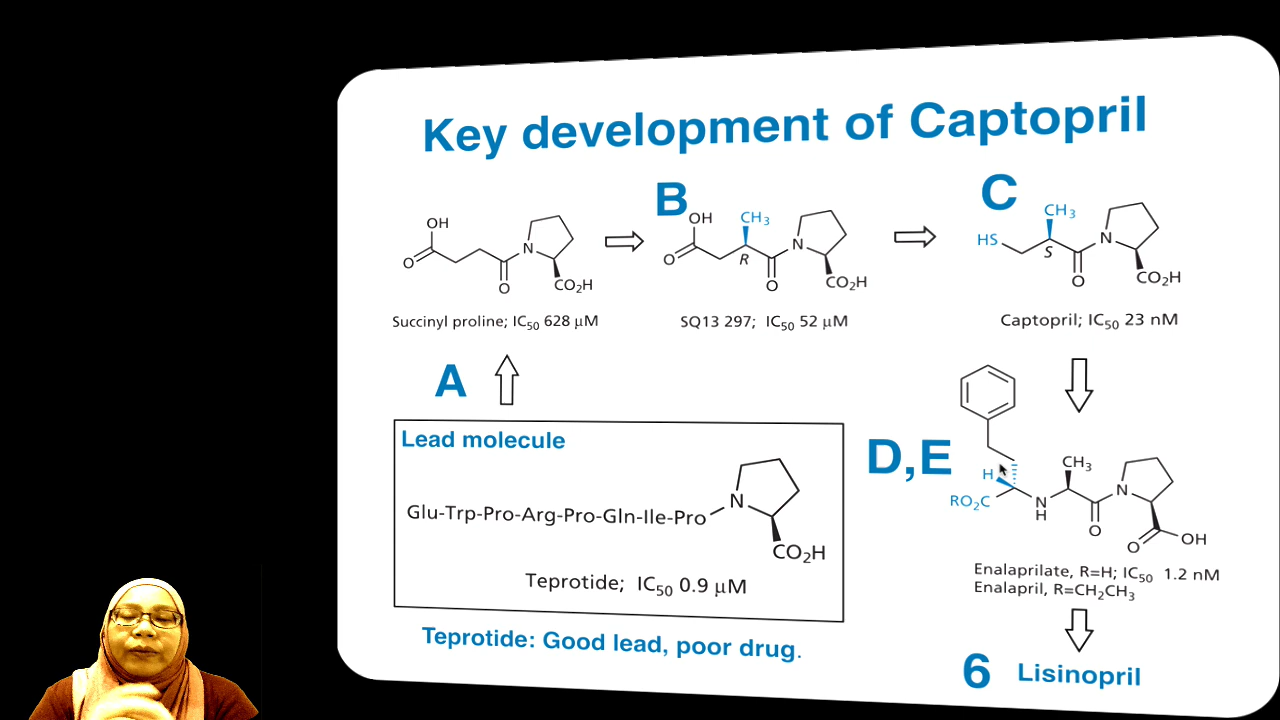 Key development of Captopril
B
C
OH
O
N
O
CO₂H
OH
CH₃
O
R
N
O
CO₂H
HS
CH₃
S
N
O
CO₂H
Succinyl proline; IC₅₀ 628 µM
SQ13 297; IC₅₀ 52 µM
Captopril; IC₅₀ 23 nM
A
Lead molecule
Glu-Trp-Pro-Arg-Pro-Gln-Ile-Pro
N
CO₂H
Teprotide; IC₅₀ 0.9 µM
Teprotide: Good lead, poor drug.
D,E
H
RO₂C
N
H
CH₃
O
N
O
OH
Enalaprilate, R=H; IC₅₀ 1.2 nM
Enalapril, R=CH₂CH₃
6 Lisinopril